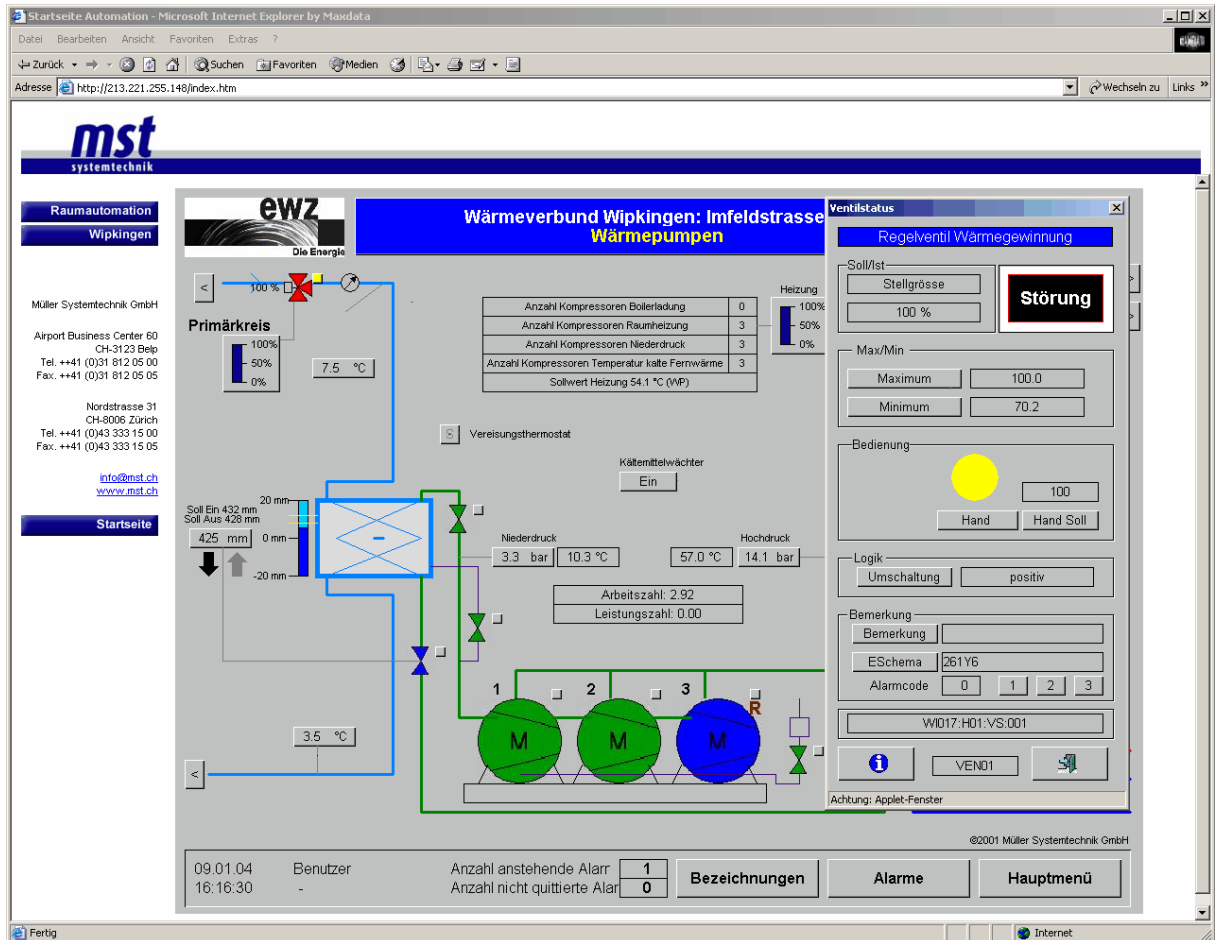 Startseite Automation - Microsoft Internet Explorer by Maxdata
Datei Bearbeiten Ansicht Favoriten Extras ?
Zurück Suchen Favoriten Medien
Adresse http://213.221.255.148/index.htm Wechseln zu Links »
mst
systemtechnik
Raumautomation
Wipkingen
Müller Systemtechnik GmbH
Airport Business Center 60
CH-3123 Belp
Tel. ++41 (0)31 812 05 00
Fax. ++41 (0)31 812 05 05
Nordstrasse 31
CH-8006 Zürich
Tel. ++41 (0)43 333 15 00
Fax. ++41 (0)43 333 15 05
info@mst.ch
www.mst.ch
Startseite
ewz
Die Energie
Wärmeverbund Wipkingen: Imfeldstrasse
Wärmepumpen
<
100 %
Primärkreis
100%
50%
0%
7.5 °C
Anzahl Kompressoren Boilerladung 0
Anzahl Kompressoren Raumheizung 3
Anzahl Kompressoren Niederdruck 3
Anzahl Kompressoren Temperatur kalte Fernwärme 3
Sollwert Heizung 54.1 °C (WP)
Heizung
100%
50%
0%
S Vereisungsthermostat
Kältemittelwächter
Ein
Soll Ein 432 mm
Soll Aus 428 mm
425 mm
20 mm
0 mm
-20 mm
Niederdruck
3.3 bar 10.3 °C
Hochdruck
57.0 °C 14.1 bar
Arbeitszahl: 2.92
Leistungszahl: 0.00
1 2 3
R
M M M
3.5 °C
<
Ventilstatus
Regelventil Wärmegewinnung
Soll/Ist
Stellgrösse
100 %
Störung
>
>
Max/Min
Maximum 100.0
Minimum 70.2
Bedienung
100
Hand Hand Soll
Logik
Umschaltung positiv
Bemerkung
Bemerkung
ESchema 261Y6
Alarmcode 0 1 2 3
WI017:H01:VS:001
VEN01
Achtung: Applet-Fenster
©2001 Müller Systemtechnik GmbH
09.01.04 Benutzer
16:16:30 -
Anzahl anstehende Alarr 1
Anzahl nicht quittierte Alar 0
Bezeichnungen Alarme Hauptmenü
Fertig Internet